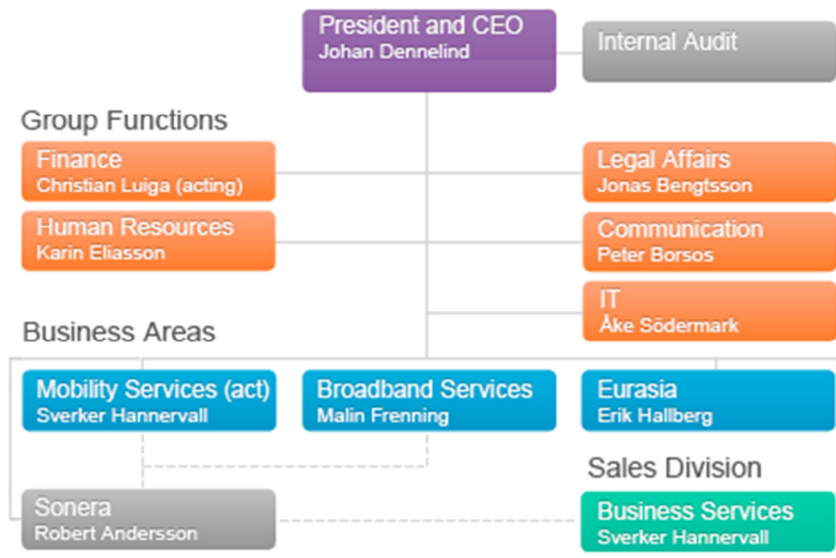 President and CEO
Johan Dennelind
Internal Audit
Group Functions
Finance
Christian Luiga (acting)
Legal Affairs
Jonas Bengtsson
Human Resources
Karin Eliasson
Communication
Peter Borsos
IT
Åke Södermark
Business Areas
Mobility Services (act)
Sverker Hannervall
Broadband Services
Malin Frenning
Eurasia
Erik Hallberg
Sales Division
Sonera
Robert Andersson
Business Services
Sverker Hannervall